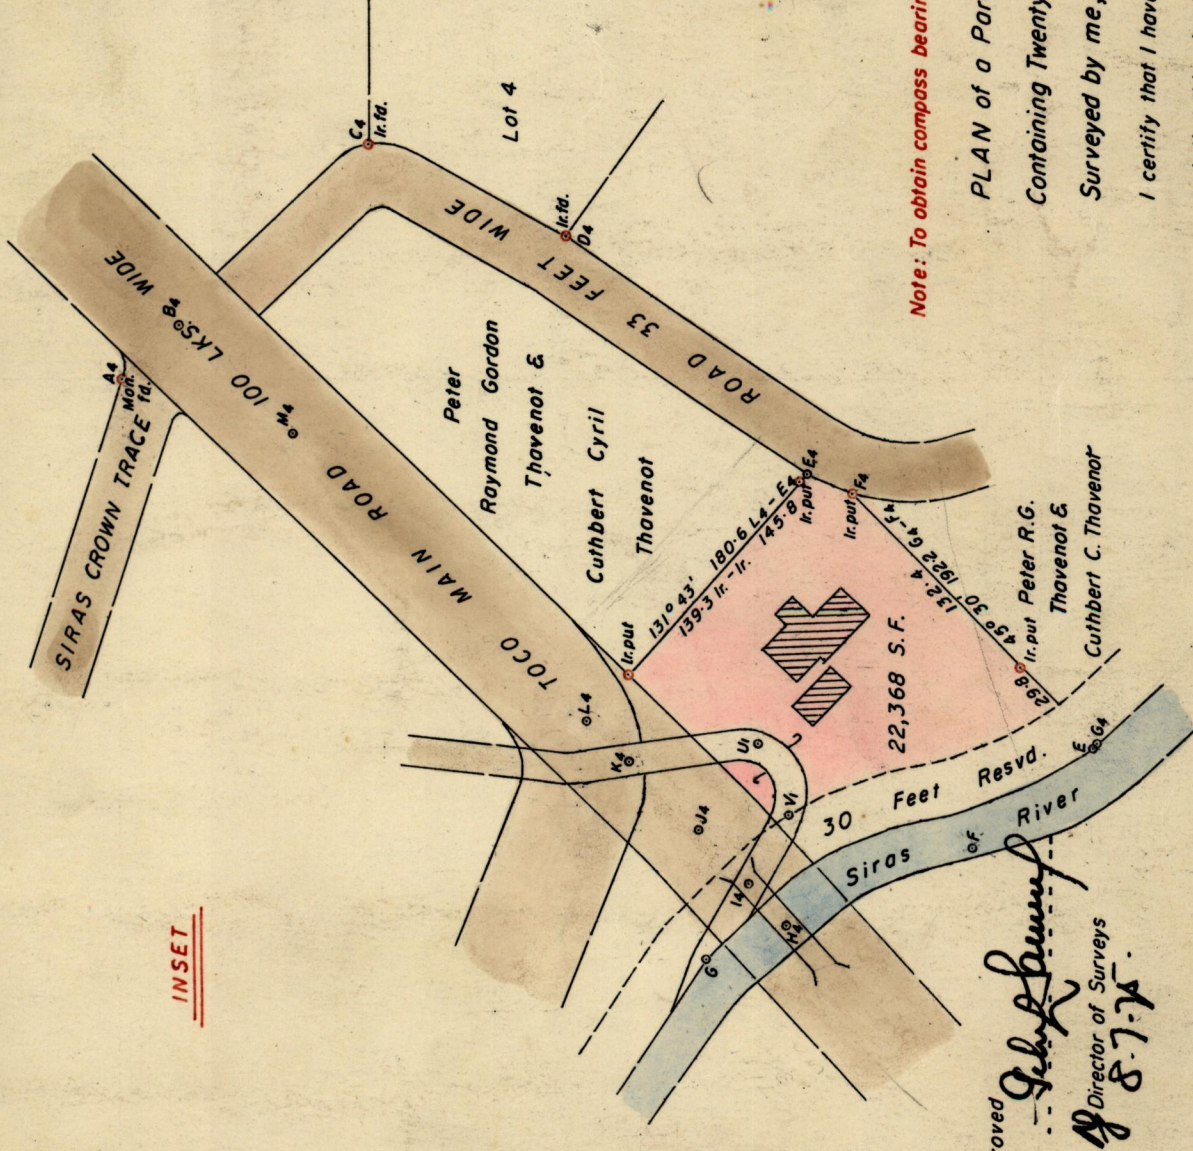 INSET
SIRAS CROWN TRACE
A4
Mon.
fd.
TOCO MAIN ROAD 100 LKS. WIDE
B4
M4
L4
K4
J4
I4
H4
G
U1
V1
C4
Ir. fd.
Lot 4
Ir. fd.
D4
ROAD 33 FEET WIDE
Peter
Raymond Gordon
Thavenot &
Cuthbert Cyril
Thavenot
Ir. put
131° 43' 180·6 L4 - E4
139·3 Ir. - Ir. 145·8
Ir. put
E4
Ir. put
F4
45° 30' 192·2 G4 - F4
132·4
Ir. put
29·8
22,368 S. F.
Peter R.G.
Thavenot &
Cuthbert C. Thavenot
30 Feet Resvd.
Siras River
E
G4
F
Note: To obtain compass bearin
PLAN of a Par
Containing Twenty
Surveyed by me,
I certify that I hav
oved
Director of Surveys
8·7·75.